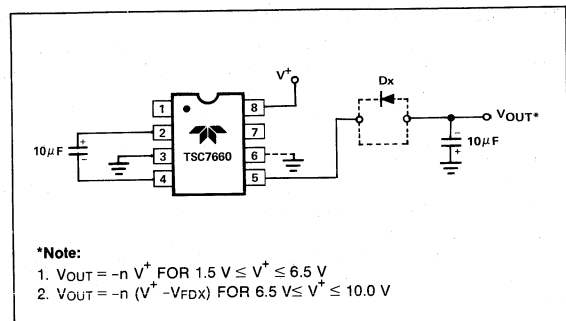 V+
Dx
1
8
VOUT*
10μF
+
−
2
7
3
TSC7660
6
−
10μF
+
4
5
*Note:
1. VOUT = −n V+ FOR 1.5 V ≤ V+ ≤ 6.5 V
2. VOUT = −n (V+ −VFDX) FOR 6.5 V≤ V+ ≤ 10.0 V